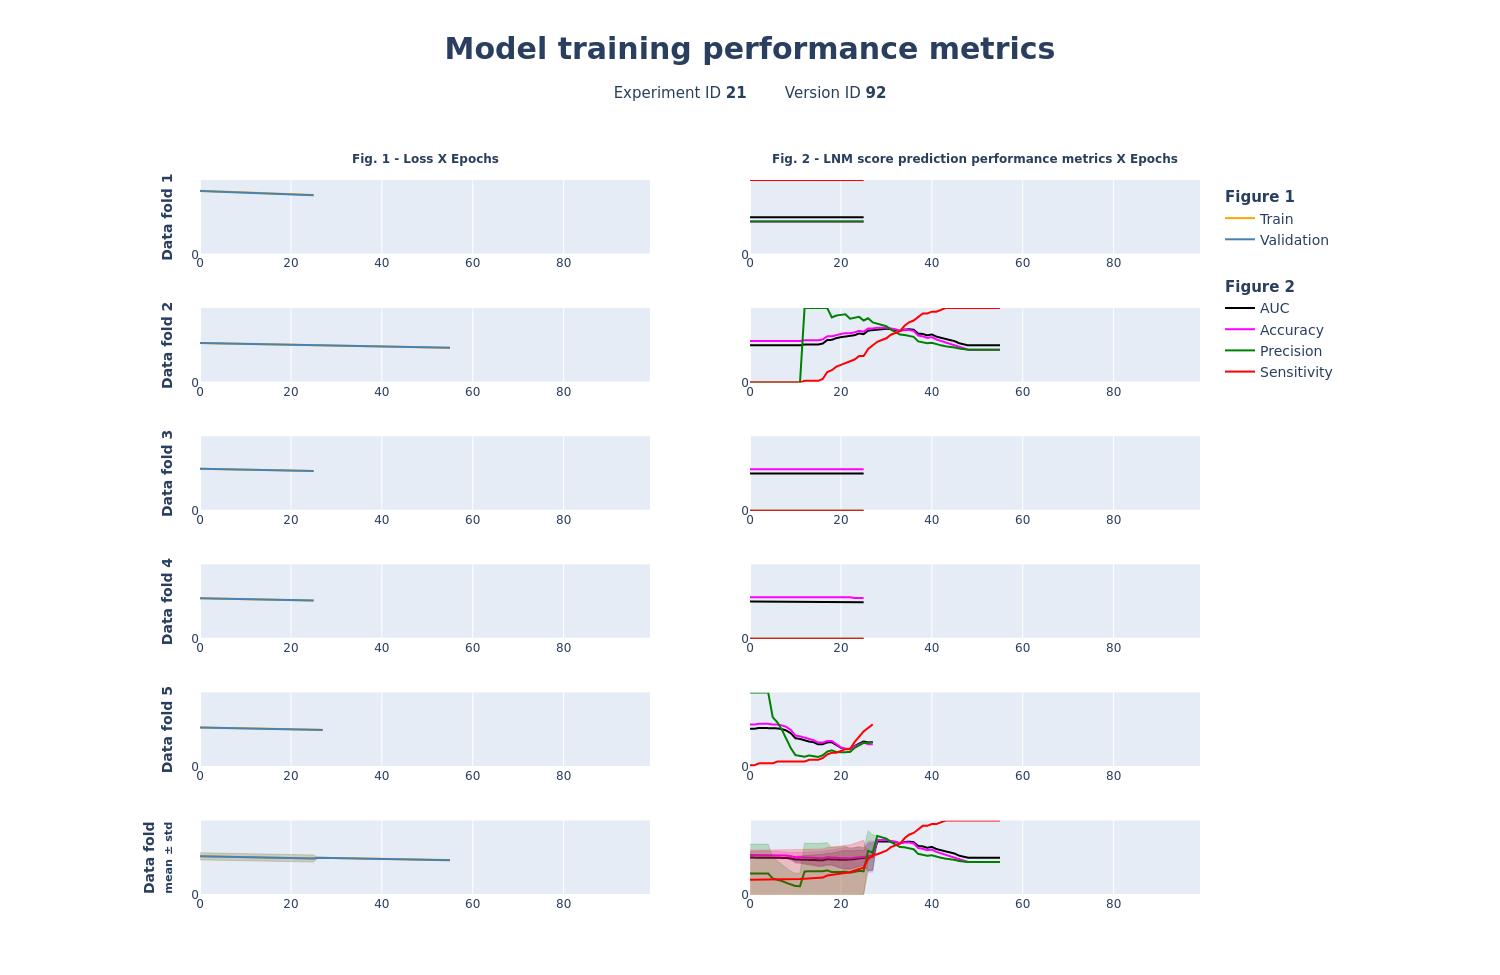 Model training performance metrics
Experiment ID 21 Version ID 92
Fig. 1 - Loss X Epochs
Fig. 2 - LNM score prediction performance metrics X Epochs
Data fold 1
0
0 20 40 60 80
0
0 20 40 60 80
Figure 1
Train
Validation
Figure 2
AUC
Accuracy
Precision
Sensitivity
Data fold 2
0
0 20 40 60 80
0
0 20 40 60 80
Data fold 3
0
0 20 40 60 80
0
0 20 40 60 80
Data fold 4
0
0 20 40 60 80
0
0 20 40 60 80
Data fold 5
0
0 20 40 60 80
0
0 20 40 60 80
Data fold
mean ± std
0
0 20 40 60 80
0
0 20 40 60 80